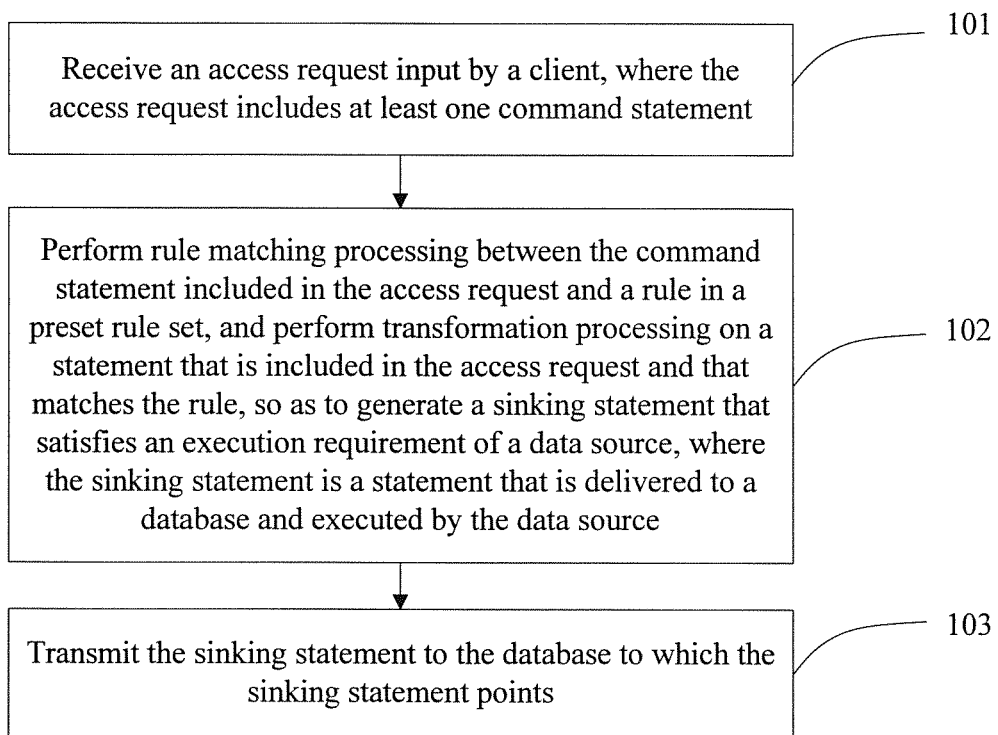 101
Receive an access request input by a client, where the
access request includes at least one command statement
Perform rule matching processing between the command
statement included in the access request and a rule in a
preset rule set, and perform transformation processing on a
statement that is included in the access request and that
matches the rule, so as to generate a sinking statement that
satisfies an execution requirement of a data source, where
the sinking statement is a statement that is delivered to a
database and executed by the data source
102
Transmit the sinking statement to the database to which the
sinking statement points
103